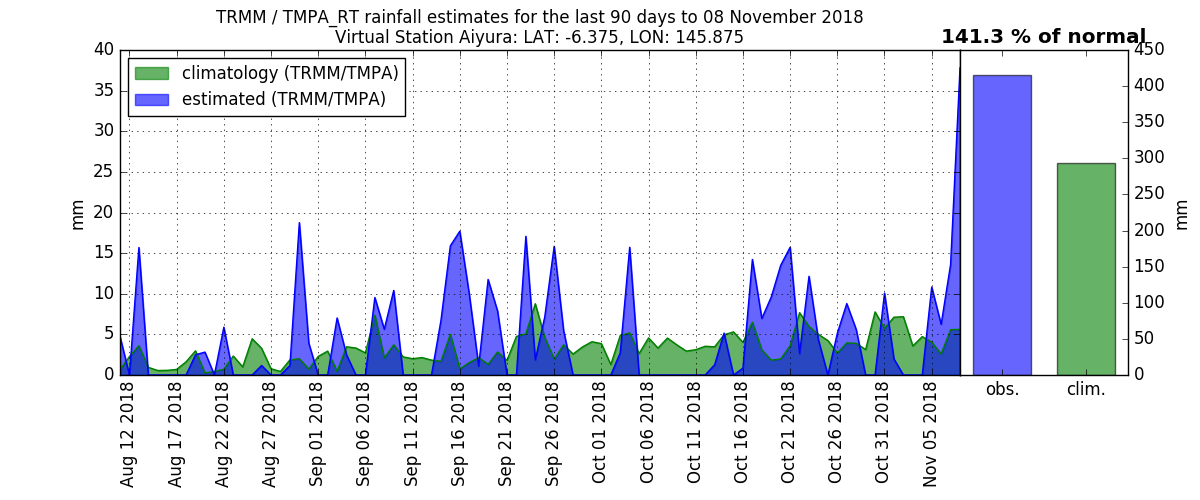 TRMM / TMPA_RT rainfall estimates for the last 90 days to 08 November 2018
Virtual Station Aiyura: LAT: -6.375, LON: 145.875
141.3 % of normal
climatology (TRMM/TMPA)
estimated (TRMM/TMPA)
mm
40
35
30
25
20
15
10
5
0
Aug 12 2018
Aug 17 2018
Aug 22 2018
Aug 27 2018
Sep 01 2018
Sep 06 2018
Sep 11 2018
Sep 16 2018
Sep 21 2018
Sep 26 2018
Oct 01 2018
Oct 06 2018
Oct 11 2018
Oct 16 2018
Oct 21 2018
Oct 26 2018
Oct 31 2018
Nov 05 2018
450
400
350
300
250
200
150
100
50
0
mm
obs.
clim.